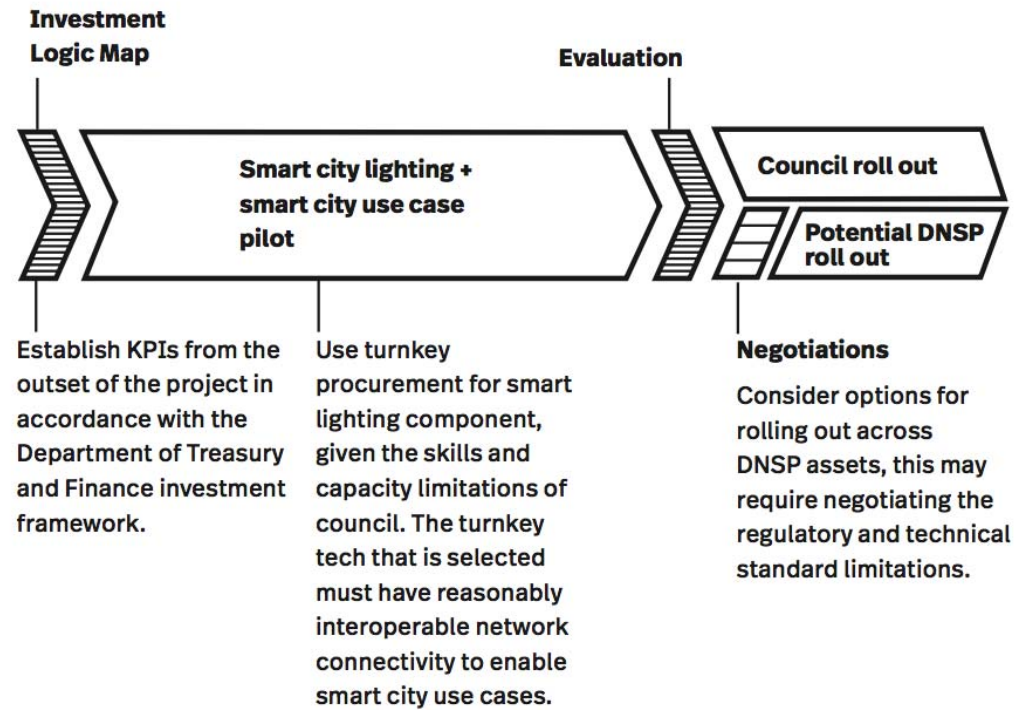 Investment
Logic Map
Evaluation
Smart city lighting +
smart city use case
pilot
Council roll out
Potential DNSP
roll out
Establish KPIs from the
outset of the project in
accordance with the
Department of Treasury
and Finance investment
framework.
Use turnkey
procurement for smart
lighting component,
given the skills and
capacity limitations of
council. The turnkey
tech that is selected
must have reasonably
interoperable network
connectivity to enable
smart city use cases.
Negotiations
Consider options for
rolling out across
DNSP assets, this may
require negotiating the
regulatory and technical
standard limitations.